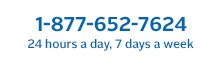 1-877-652-7624
24 hours a day, 7 days a week